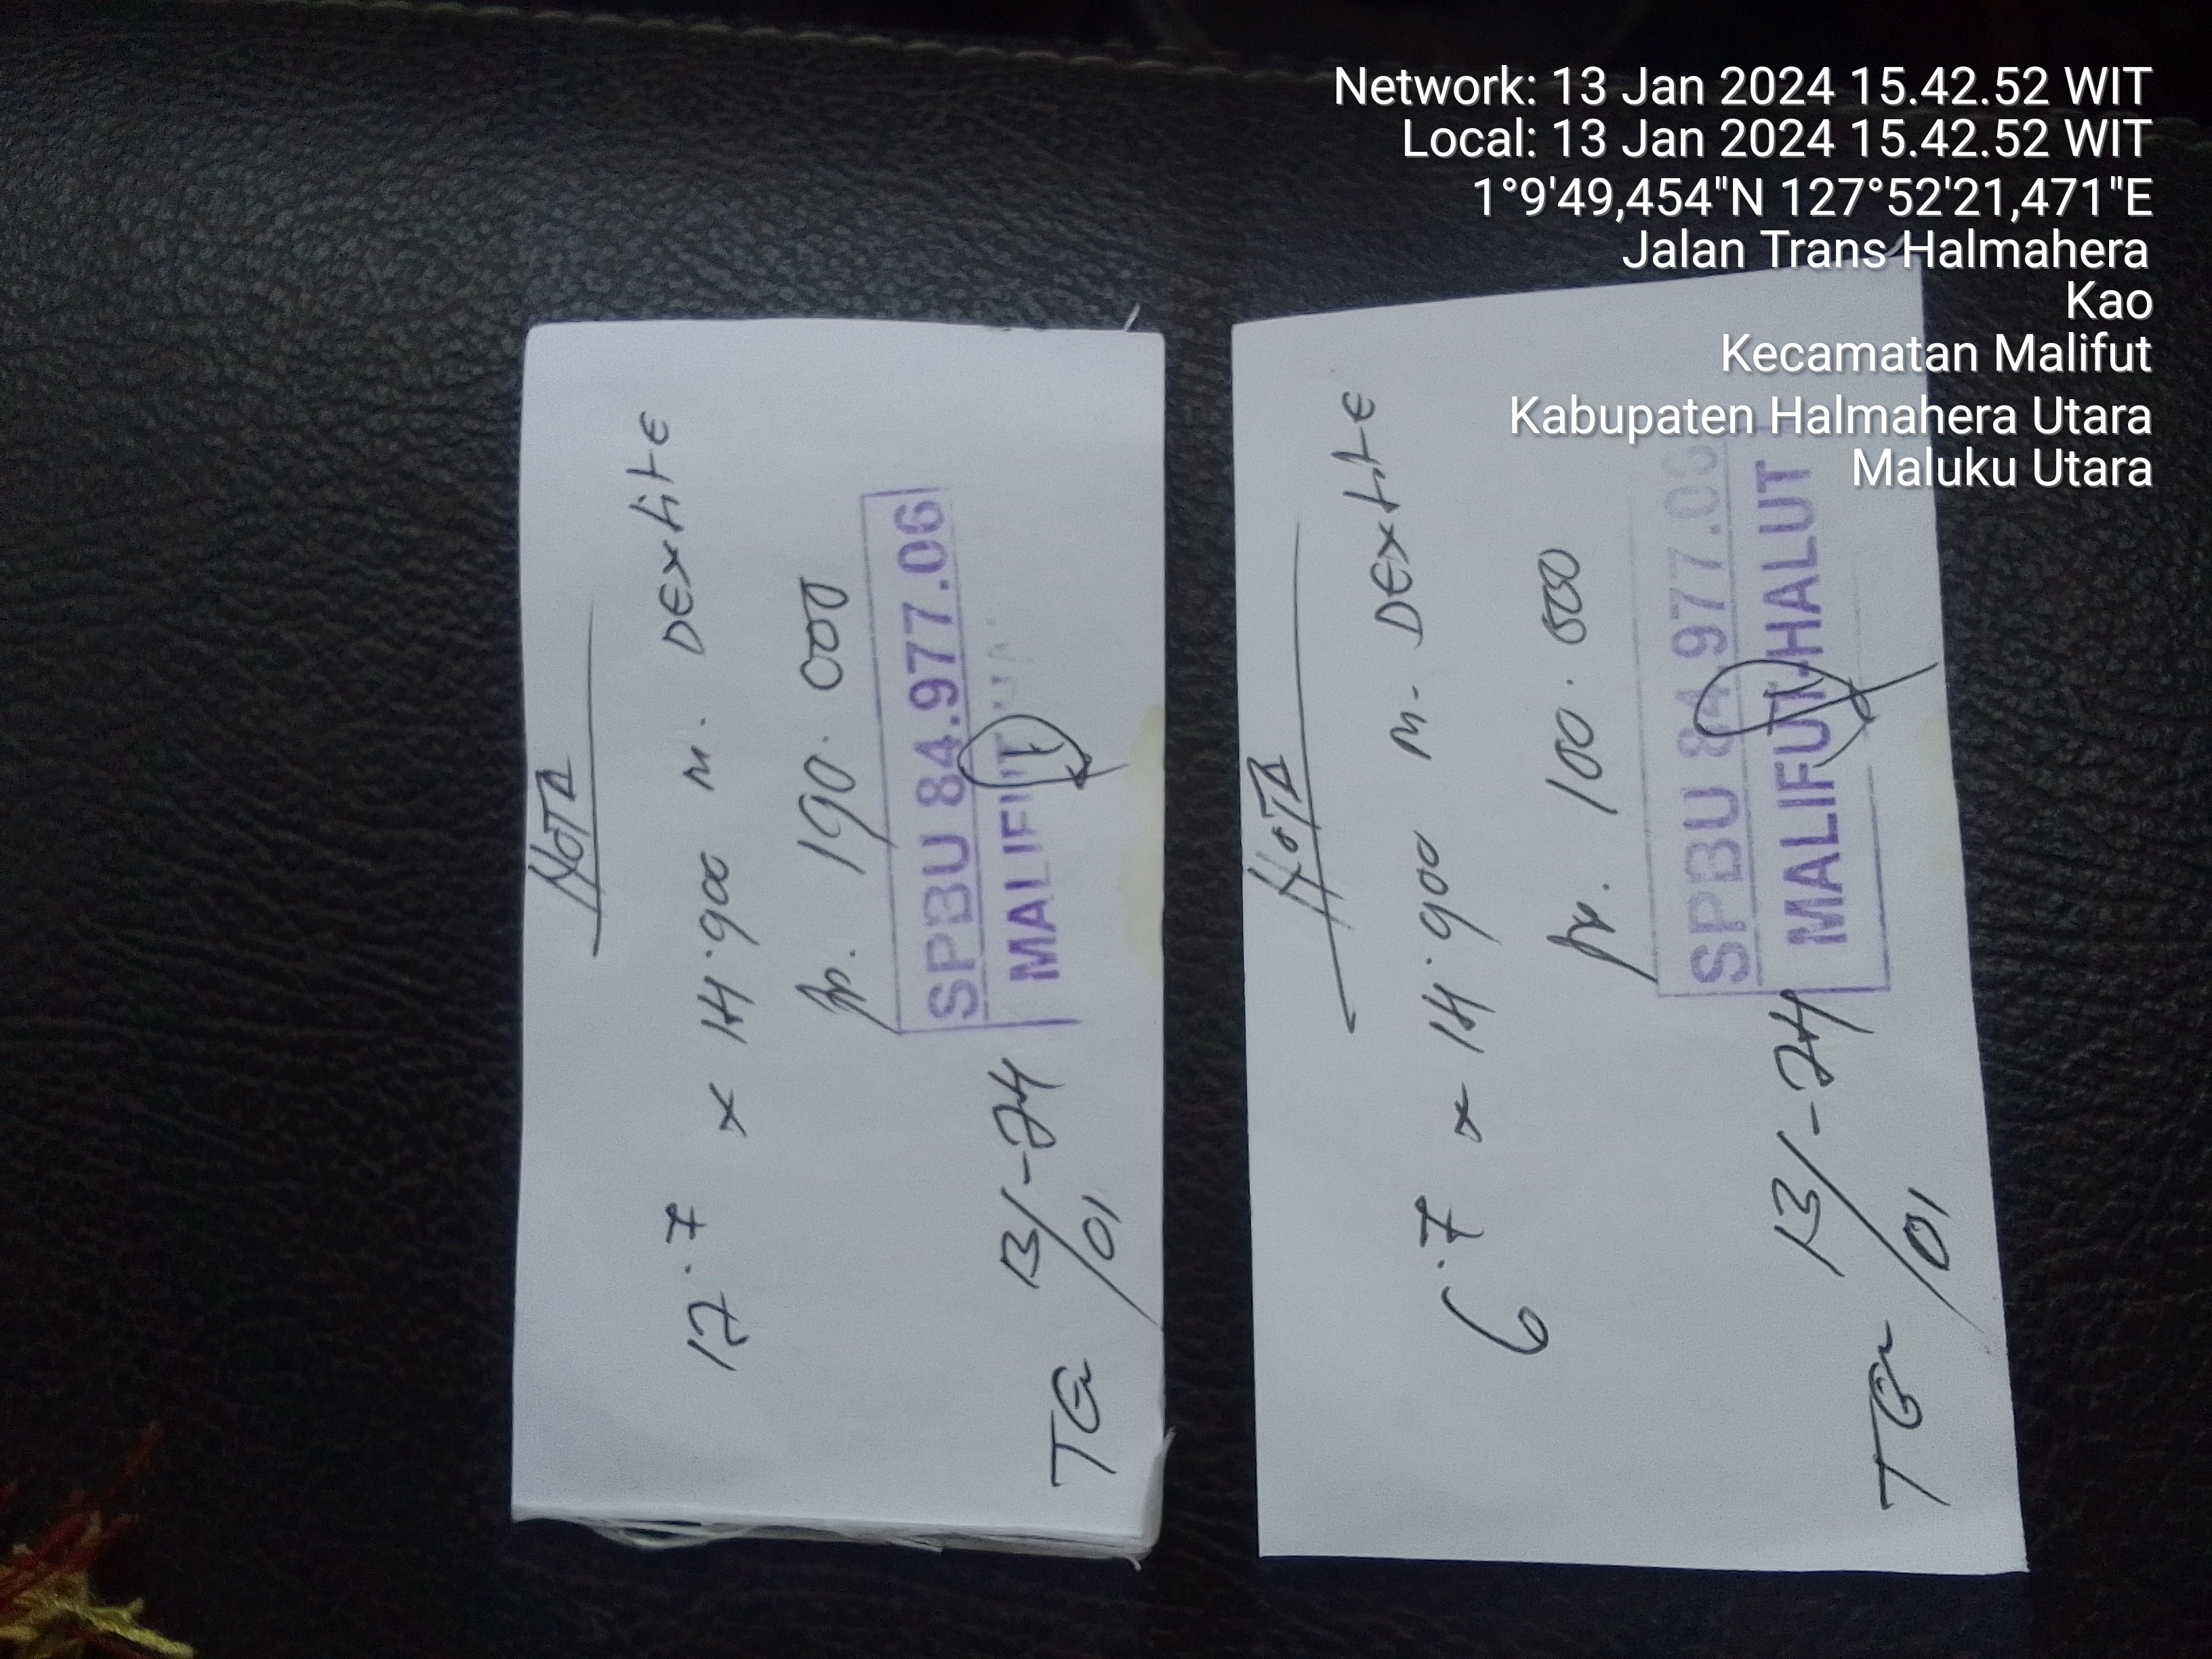 Network: 13 Jan 2024 15.42.52 WIT
Local: 13 Jan 2024 15.42.52 WIT
1°9'49,454"N 127°52'21,471"E
Jalan Trans Halmahera
Kao
Kecamatan Malifut
Kabupaten Halmahera Utara
Maluku Utara
NOTA
12.7 x 14.900 M. DEXLITE
Rp. 190.000
SPBU 84.977.06
MALIFUT
TGL 13/01-24
NOTA
6.7 x 14.900 M. DEXLITE
Rp. 100.000
SPBU 84.977.06
MALIFUT HALUT
TGL 13/01-24